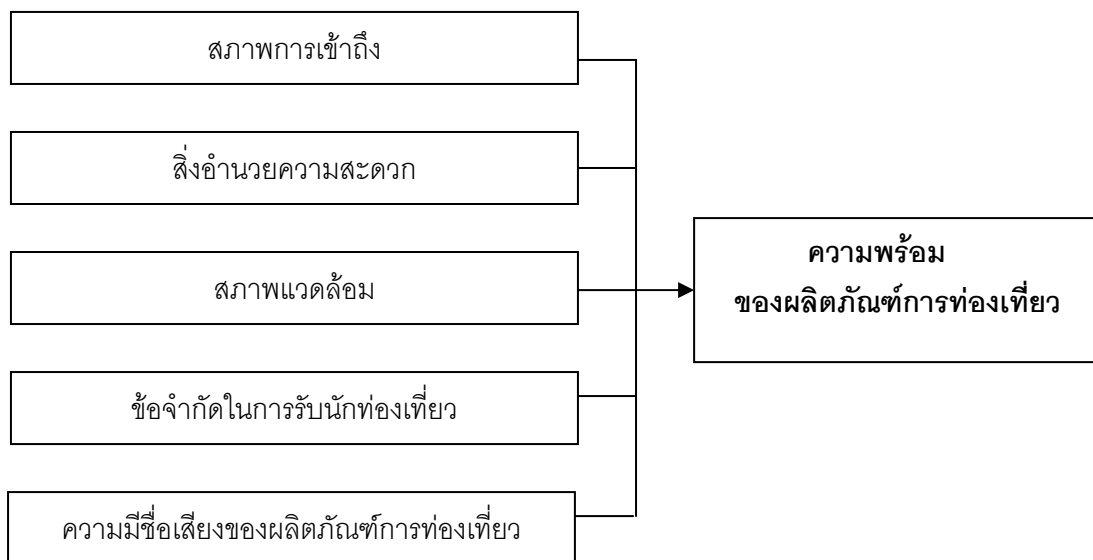 สภาพการเข้าถึง
สิ่งอำนวยความสะดวก
สภาพแวดล้อม
ข้อจำกัดในการรับนักท่องเที่ยว
ความมีชื่อเสียงของผลิตภัณฑ์การท่องเที่ยว
ความพร้อม
ของผลิตภัณฑ์การท่องเที่ยว